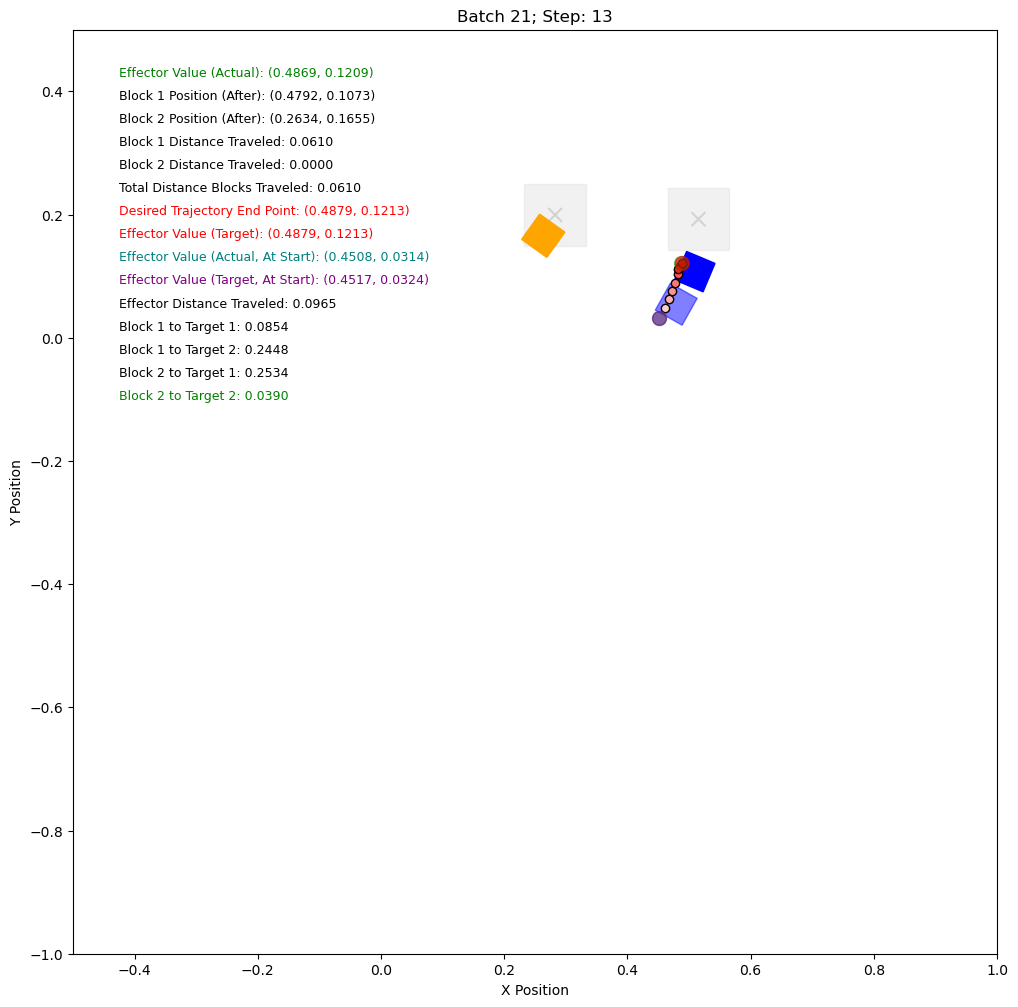 Batch 21; Step: 13
Effector Value (Actual): (0.4869, 0.1209)
Block 1 Position (After): (0.4792, 0.1073)
Block 2 Position (After): (0.2634, 0.1655)
Block 1 Distance Traveled: 0.0610
Block 2 Distance Traveled: 0.0000
Total Distance Blocks Traveled: 0.0610
Desired Trajectory End Point: (0.4879, 0.1213)
Effector Value (Target): (0.4879, 0.1213)
Effector Value (Actual, At Start): (0.4508, 0.0314)
Effector Value (Target, At Start): (0.4517, 0.0324)
Effector Distance Traveled: 0.0965
Block 1 to Target 1: 0.0854
Block 1 to Target 2: 0.2448
Block 2 to Target 1: 0.2534
Block 2 to Target 2: 0.0390
0.4
0.2
0.0
−0.2
−0.4
−0.6
−0.8
−1.0
Y Position
−0.4
−0.2
0.0
0.2
0.4
0.6
0.8
1.0
X Position